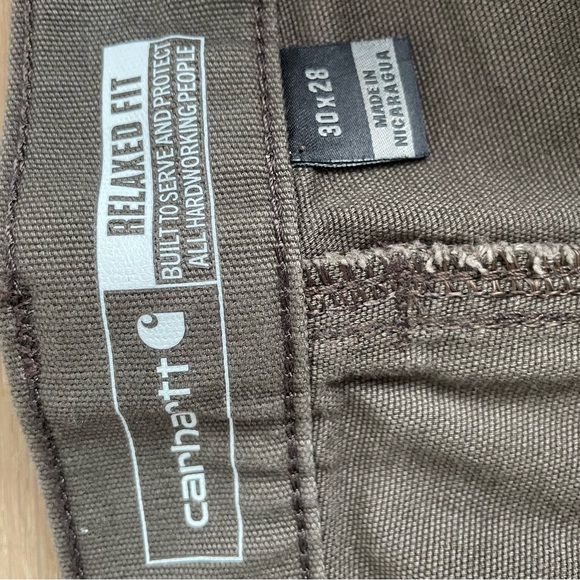 carhartt
RELAXED FIT
BUILT TO SERVE AND PROTECT
ALL HARDWORKING PEOPLE
30 X 28
MADE IN
NICARAGUA